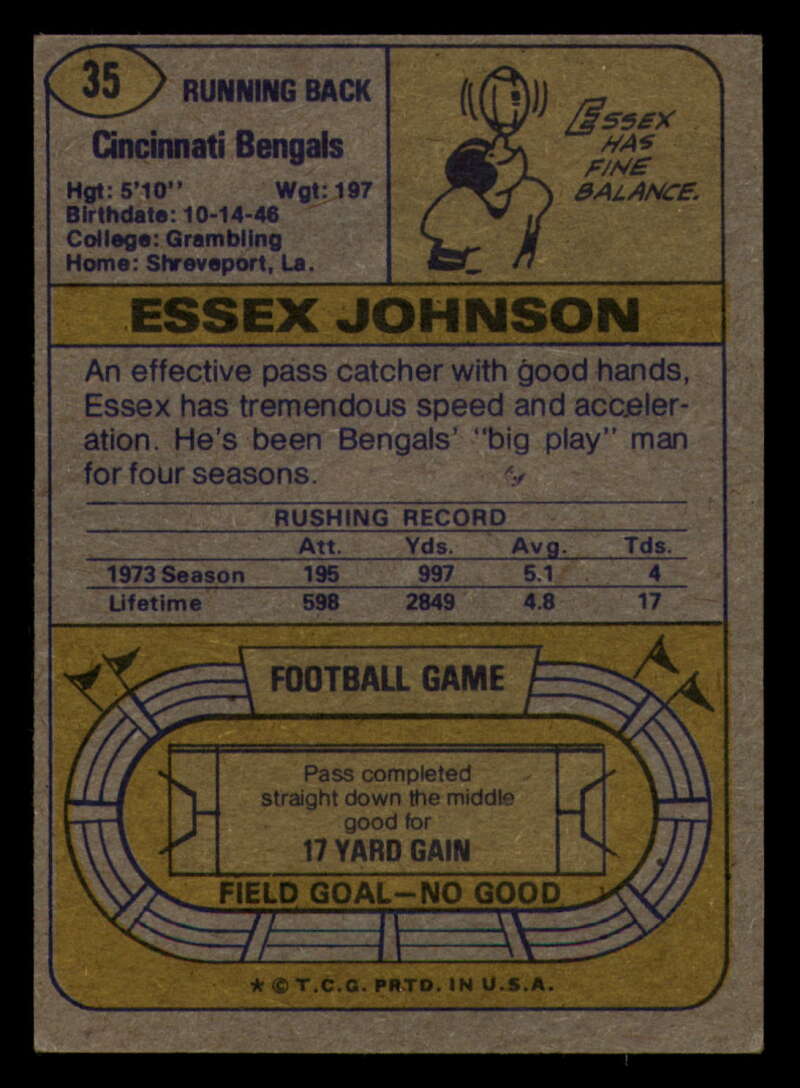 35
RUNNING BACK
Cincinnati Bengals
Hgt: 5'10'' Wgt: 197
Birthdate: 10-14-46
College: Grambling
Home: Shreveport, La.
ESSEX
HAS
FINE
BALANCE.
ESSEX JOHNSON
An effective pass catcher with good hands,
Essex has tremendous speed and acceler-
ation. He's been Bengals' "big play" man
for four seasons.
RUSHING RECORD
Att. Yds. Avg. Tds.
1973 Season 195 997 5.1 4
Lifetime 598 2849 4.8 17
FOOTBALL GAME
Pass completed
straight down the middle
good for
17 YARD GAIN
FIELD GOAL—NO GOOD
* © T.C.G. PRTD. IN U.S.A.